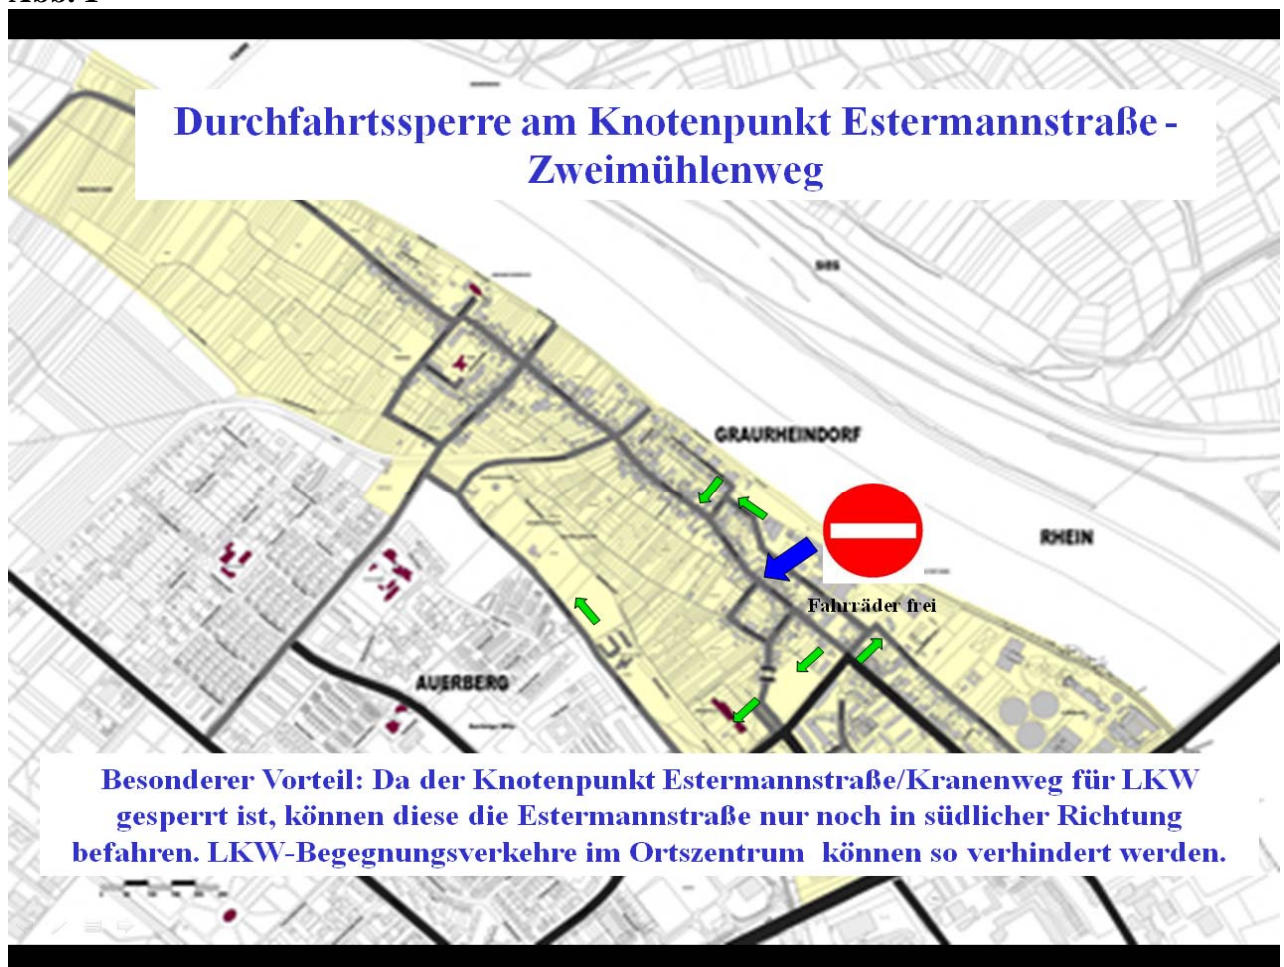 Durchfahrtssperre am Knotenpunkt Estermannstraße -
Zweimühlenweg
GRAURHEINDORF
RHEIN
Fahrräder frei
AUERBERG
Besonderer Vorteil: Da der Knotenpunkt Estermannstraße/Kranenweg für LKW
gesperrt ist, können diese die Estermannstraße nur noch in südlicher Richtung
befahren. LKW-Begegnungsverkehre im Ortszentrum können so verhindert werden.